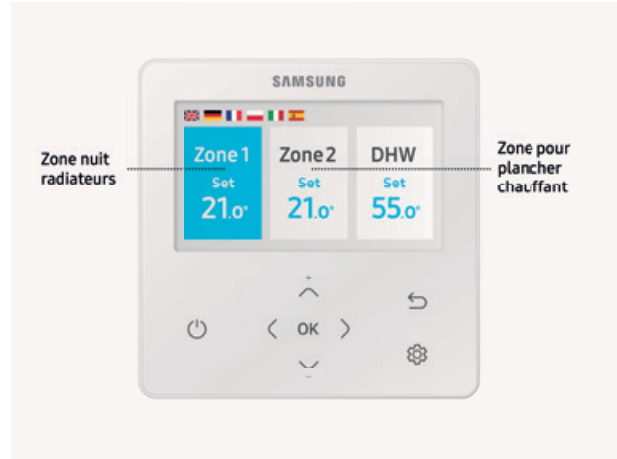 SAMSUNG
Zone nuit
radiateurs
Zone 1
Set
21.0°
Zone 2
Set
21.0°
DHW
Set
55.0°
Zone pour
plancher
chauffant
+
OK
-